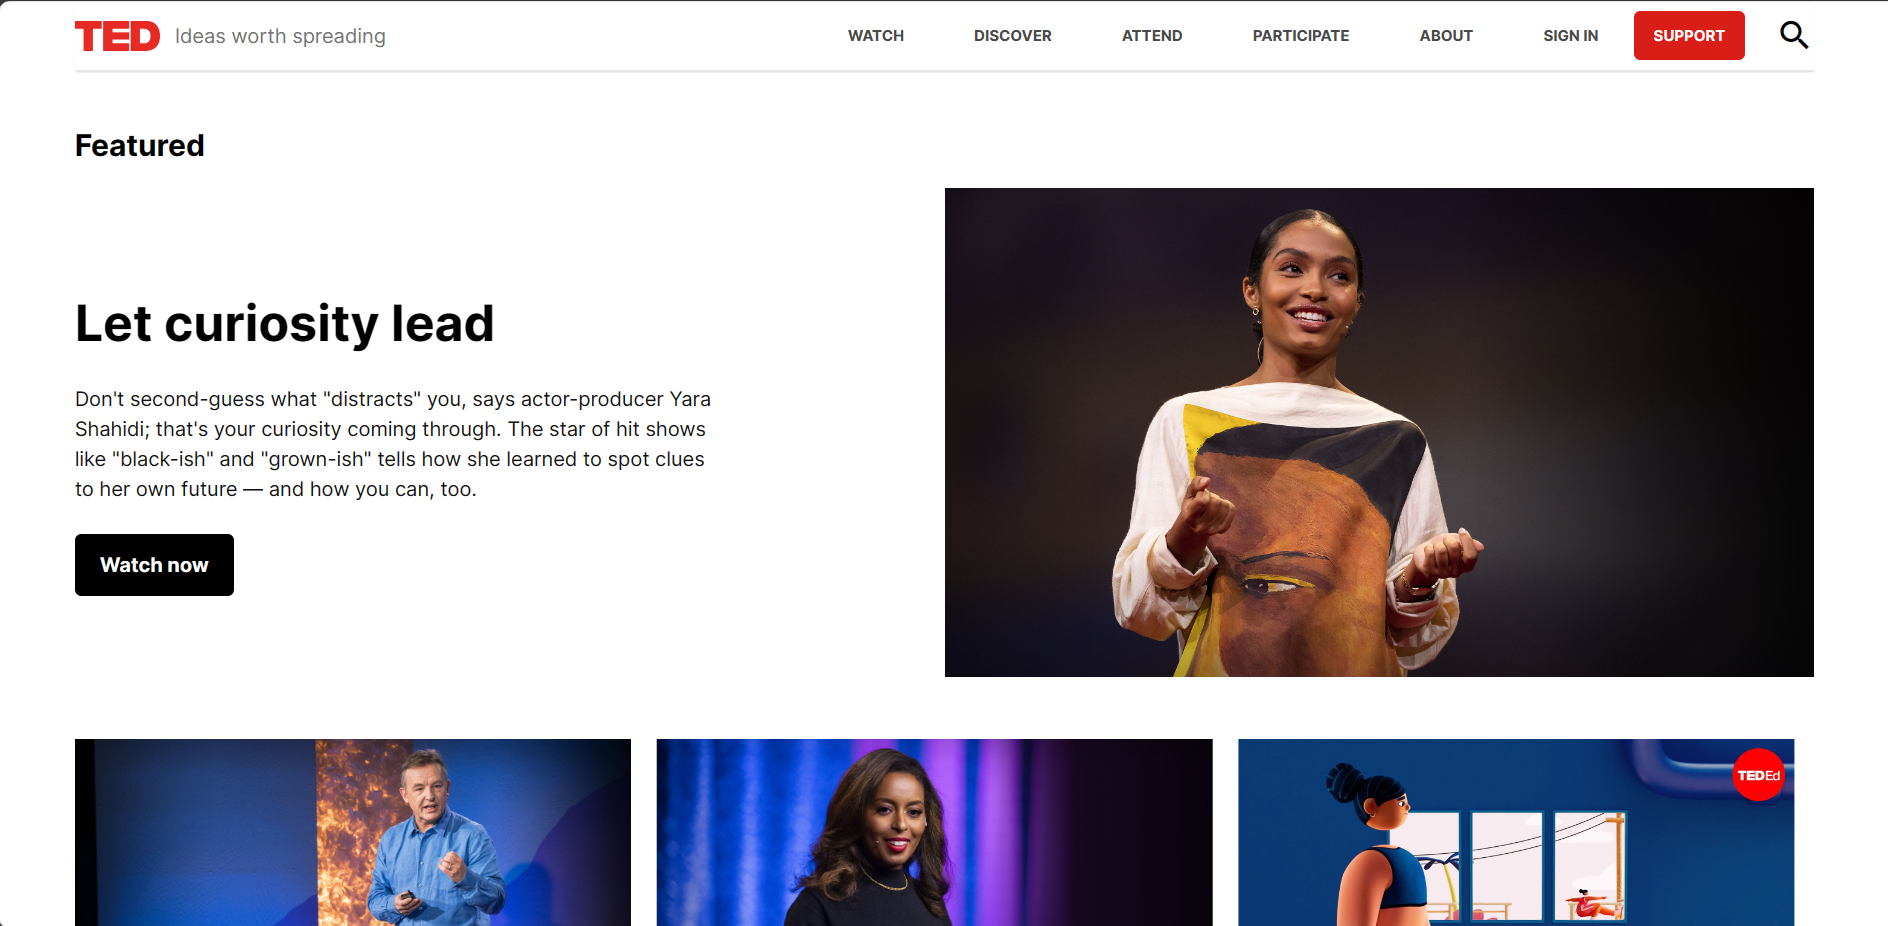 TED Ideas worth spreading WATCH DISCOVER ATTEND PARTICIPATE ABOUT SIGN IN SUPPORT
Featured
Let curiosity lead
Don't second-guess what "distracts" you, says actor-producer Yara
Shahidi; that's your curiosity coming through. The star of hit shows
like "black-ish" and "grown-ish" tells how she learned to spot clues
to her own future — and how you can, too.
Watch now
TEDEd